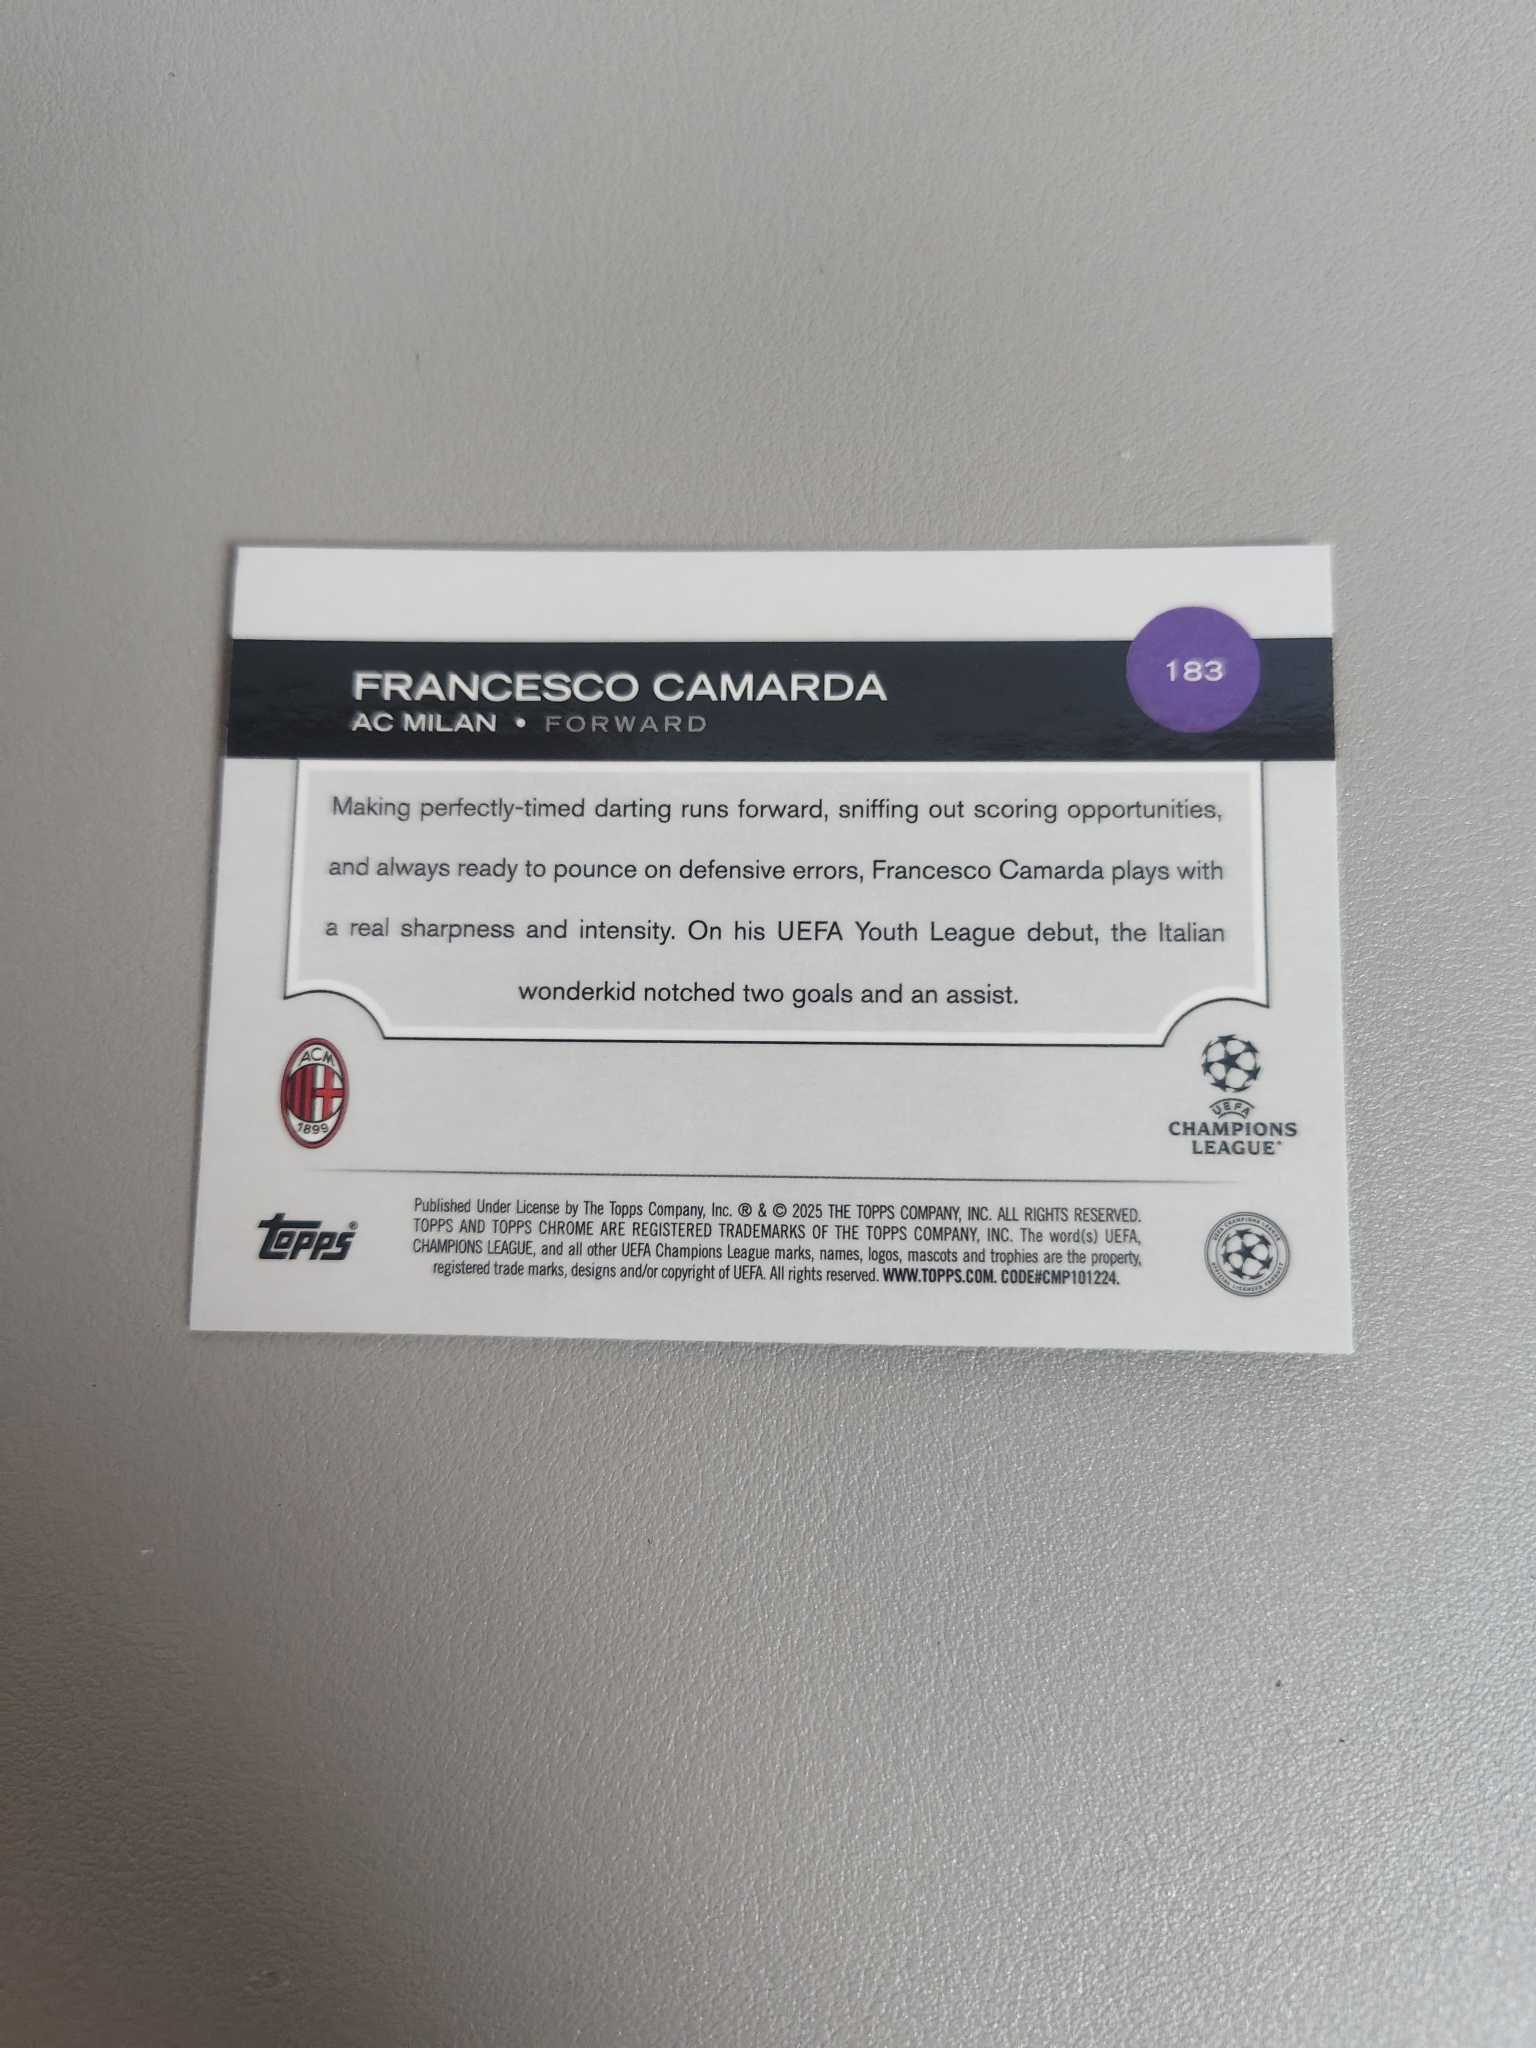 FRANCESCO CAMARDA
183
AC MILAN • FORWARD
Making perfectly-timed darting runs forward, sniffing out scoring opportunities,
and always ready to pounce on defensive errors, Francesco Camarda plays with
a real sharpness and intensity. On his UEFA Youth League debut, the Italian
wonderkid notched two goals and an assist.
ACM
1899
UEFA
CHAMPIONS
LEAGUE®
topps®
Published Under License by The Topps Company, Inc. ® & © 2025 THE TOPPS COMPANY, INC. ALL RIGHTS RESERVED.
TOPPS AND TOPPS CHROME ARE REGISTERED TRADEMARKS OF THE TOPPS COMPANY, INC. The word(s) UEFA,
CHAMPIONS LEAGUE, and all other UEFA Champions League marks, names, logos, mascots and trophies are the property,
registered trade marks, designs and/or copyright of UEFA. All rights reserved. WWW.TOPPS.COM. CODE#CMP101224.
UEFA CHAMPIONS LEAGUE
OFFICIAL LICENSED PRODUCT